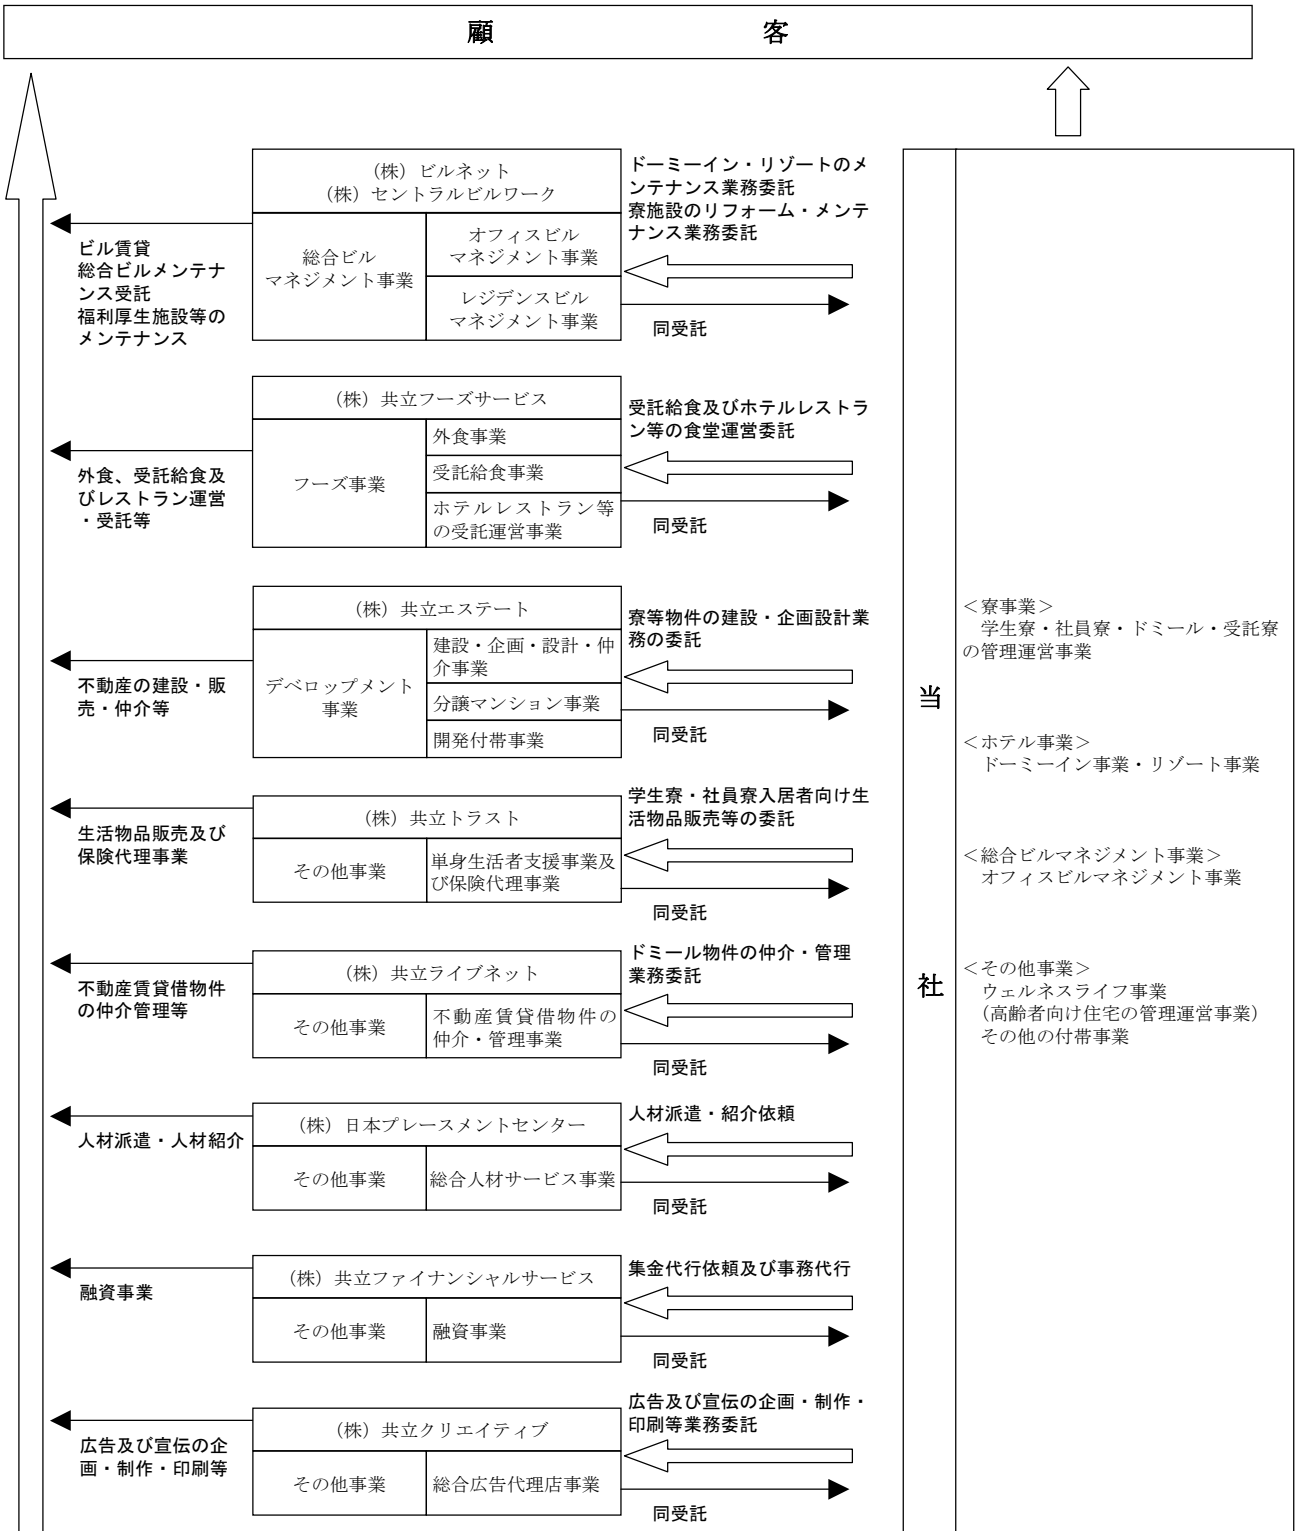 顧客
(株)ビルネット
(株)セントラルビルワーク
総合ビル
マネジメント事業
オフィスビル
マネジメント事業
レジデンスビル
マネジメント事業
ビル賃貸
総合ビルメンテナ
ンス受託
福利厚生施設等の
メンテナンス
ドーミーイン・リゾートのメ
ンテナンス業務委託
寮施設のリフォーム・メンテ
ナンス業務委託
同受託
(株)共立フーズサービス
フーズ事業
外食事業
受託給食事業
ホテルレストラン等
の受託運営事業
外食、受託給食及
びレストラン運営
・受託等
受託給食及びホテルレストラ
ン等の食堂運営委託
同受託
(株)共立エステート
デベロップメント
事業
建設・企画・設計・仲
介事業
分譲マンション事業
開発付帯事業
不動産の建設・販
売・仲介等
寮等物件の建設・企画設計業
務の委託
同受託
(株)共立トラスト
その他事業
単身生活者支援事業及
び保険代理事業
生活物品販売及び
保険代理事業
学生寮・社員寮入居者向け生
活物品販売等の委託
同受託
(株)共立ライブネット
その他事業
不動産賃貸借物件の
仲介・管理事業
不動産賃貸借物件
の仲介管理等
ドミール物件の仲介・管理
業務委託
同受託
(株)日本プレースメントセンター
その他事業
総合人材サービス事業
人材派遣・人材紹介
人材派遣・紹介依頼
同受託
(株)共立ファイナンシャルサービス
その他事業
融資事業
融資事業
集金代行依頼及び事務代行
同受託
(株)共立クリエイティブ
その他事業
総合広告代理店事業
広告及び宣伝の企
画・制作・印刷等
広告及び宣伝の企画・制作・
印刷等業務委託
同受託
当社
<寮事業>
学生寮・社員寮・ドミール・受託寮
の管理運営事業
<ホテル事業>
ドーミーイン事業・リゾート事業
<総合ビルマネジメント事業>
オフィスビルマネジメント事業
<その他事業>
ウェルネスライフ事業
(高齢者向け住宅の管理運営事業)
その他の付帯事業